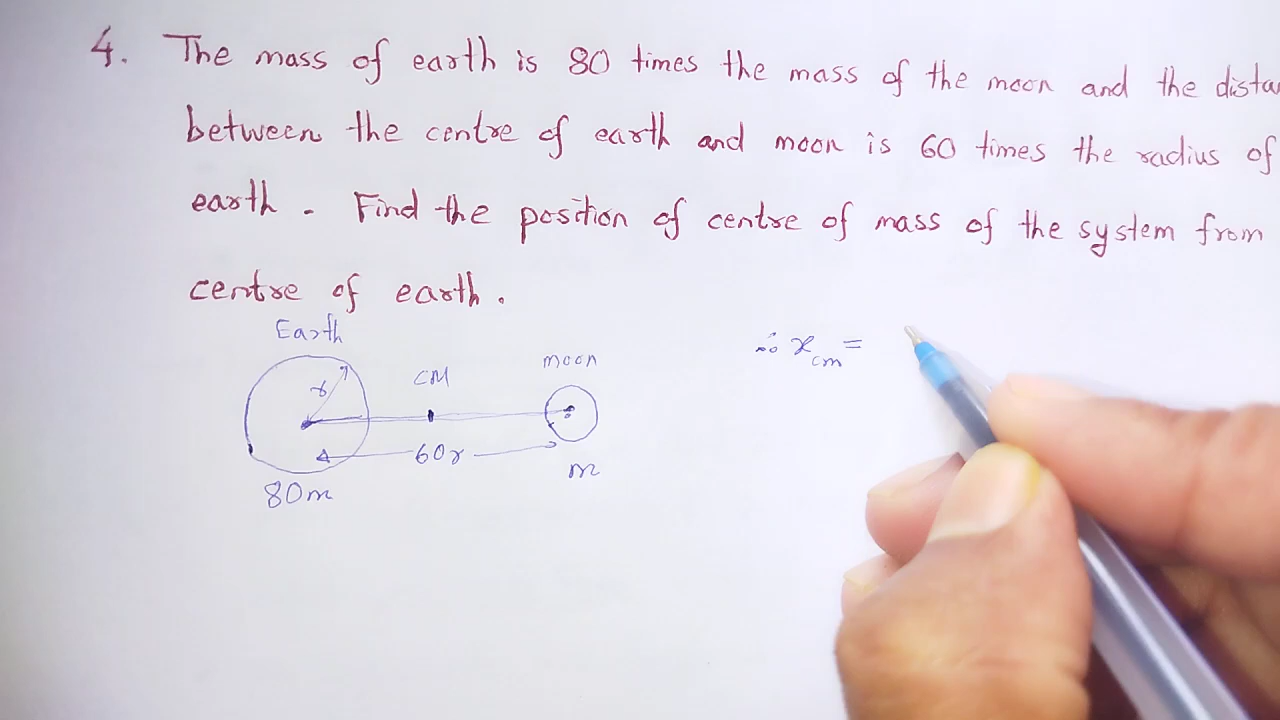 4. The mass of earth is 80 times the mass of the moon and the dista
between the centre of earth and moon is 60 times the radius of
earth. Find the position of centre of mass of the system from
centre of earth.
Earth
r
CM
moon
60r
80m
m
∴ x_cm =